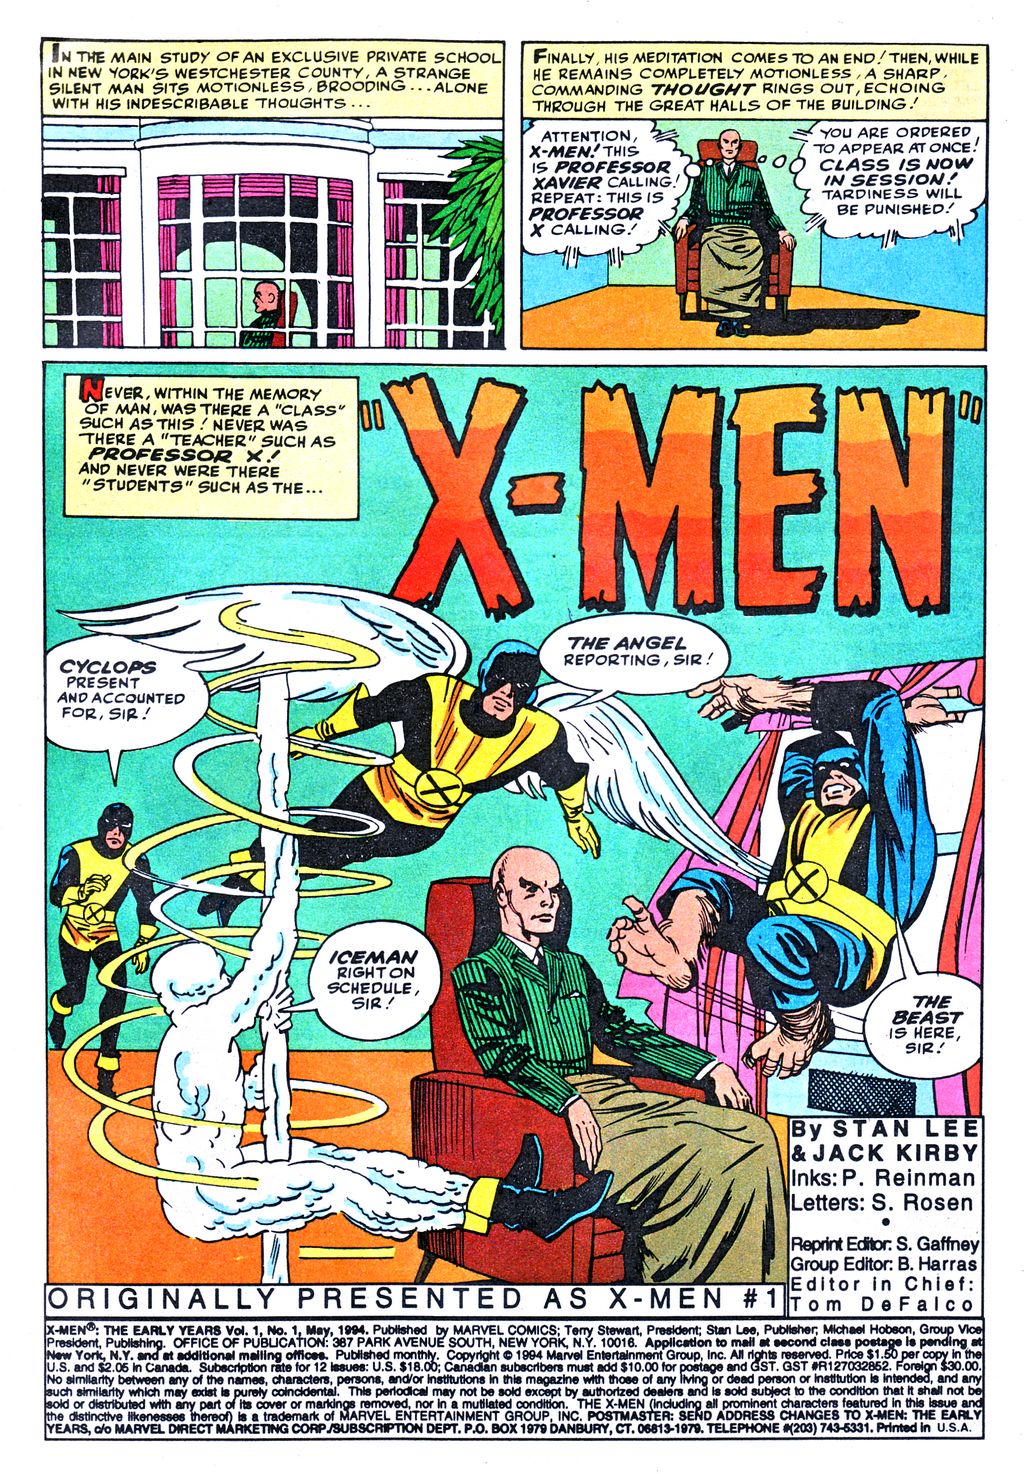 IN THE MAIN STUDY OF AN EXCLUSIVE PRIVATE SCHOOL
IN NEW YORK'S WESTCHESTER COUNTY, A STRANGE
SILENT MAN SITS MOTIONLESS, BROODING...ALONE
WITH HIS INDESCRIBABLE THOUGHTS...
FINALLY, HIS MEDITATION COMES TO AN END! THEN, WHILE
HE REMAINS COMPLETELY MOTIONLESS, A SHARP,
COMMANDING THOUGHT RINGS OUT, ECHOING
THROUGH THE GREAT HALLS OF THE BUILDING!
ATTENTION,
X-MEN! THIS
IS PROFESSOR
XAVIER CALLING!
REPEAT: THIS IS
PROFESSOR
X CALLING!
YOU ARE ORDERED
TO APPEAR AT ONCE!
CLASS IS NOW
IN SESSION!
TARDINESS WILL
BE PUNISHED!
NEVER, WITHIN THE MEMORY
OF MAN, WAS THERE A "CLASS"
SUCH AS THIS! NEVER WAS
THERE A "TEACHER" SUCH AS
PROFESSOR X!
AND NEVER WERE THERE
"STUDENTS" SUCH AS THE...
"X-MEN"
CYCLOPS
PRESENT
AND ACCOUNTED
FOR, SIR!
THE ANGEL
REPORTING, SIR!
ICEMAN
RIGHT ON
SCHEDULE,
SIR!
THE
BEAST
IS HERE,
SIR!
By STAN LEE
& JACK KIRBY
Inks: P. Reinman
Letters: S. Rosen
•
Reprint Editor: S. Gaffney
Group Editor: B. Harras
Editor in Chief:
Tom DeFalco
ORIGINALLY PRESENTED AS X-MEN #1
X-MEN®: THE EARLY YEARS Vol. 1, No. 1, May, 1994. Published by MARVEL COMICS; Terry Stewart, President; Stan Lee, Publisher; Michael Hobson, Group Vice
President, Publishing. OFFICE OF PUBLICATION: 387 PARK AVENUE SOUTH, NEW YORK, N.Y. 10016. Application to mail at second class postage is pending at
New York, N.Y. and at additional mailing offices. Published monthly. Copyright © 1994 Marvel Entertainment Group, Inc. All rights reserved. Price $1.50 per copy in the
U.S. and $2.05 in Canada. Subscription rate for 12 issues: U.S. $18.00; Canadian subscribers must add $10.00 for postage and GST. GST #R127032852. Foreign $30.00.
No similarity between any of the names, characters, persons, and/or institutions in this magazine with those of any living or dead person or institution is intended, and any
such similarity which may exist is purely coincidental. This periodical may not be sold except by authorized dealers and is sold subject to the condition that it shall not be
sold or distributed with any part of its cover or markings removed, nor in a mutilated condition. THE X-MEN (including all prominent characters featured in this issue and
the distinctive likenesses thereof) is a trademark of MARVEL ENTERTAINMENT GROUP, INC. POSTMASTER: SEND ADDRESS CHANGES TO X-MEN: THE EARLY
YEARS, c/o MARVEL DIRECT MARKETING CORP./SUBSCRIPTION DEPT. P.O. BOX 1979 DANBURY, CT. 06813-1979. TELEPHONE #(203) 743-5331. Printed in U.S.A.